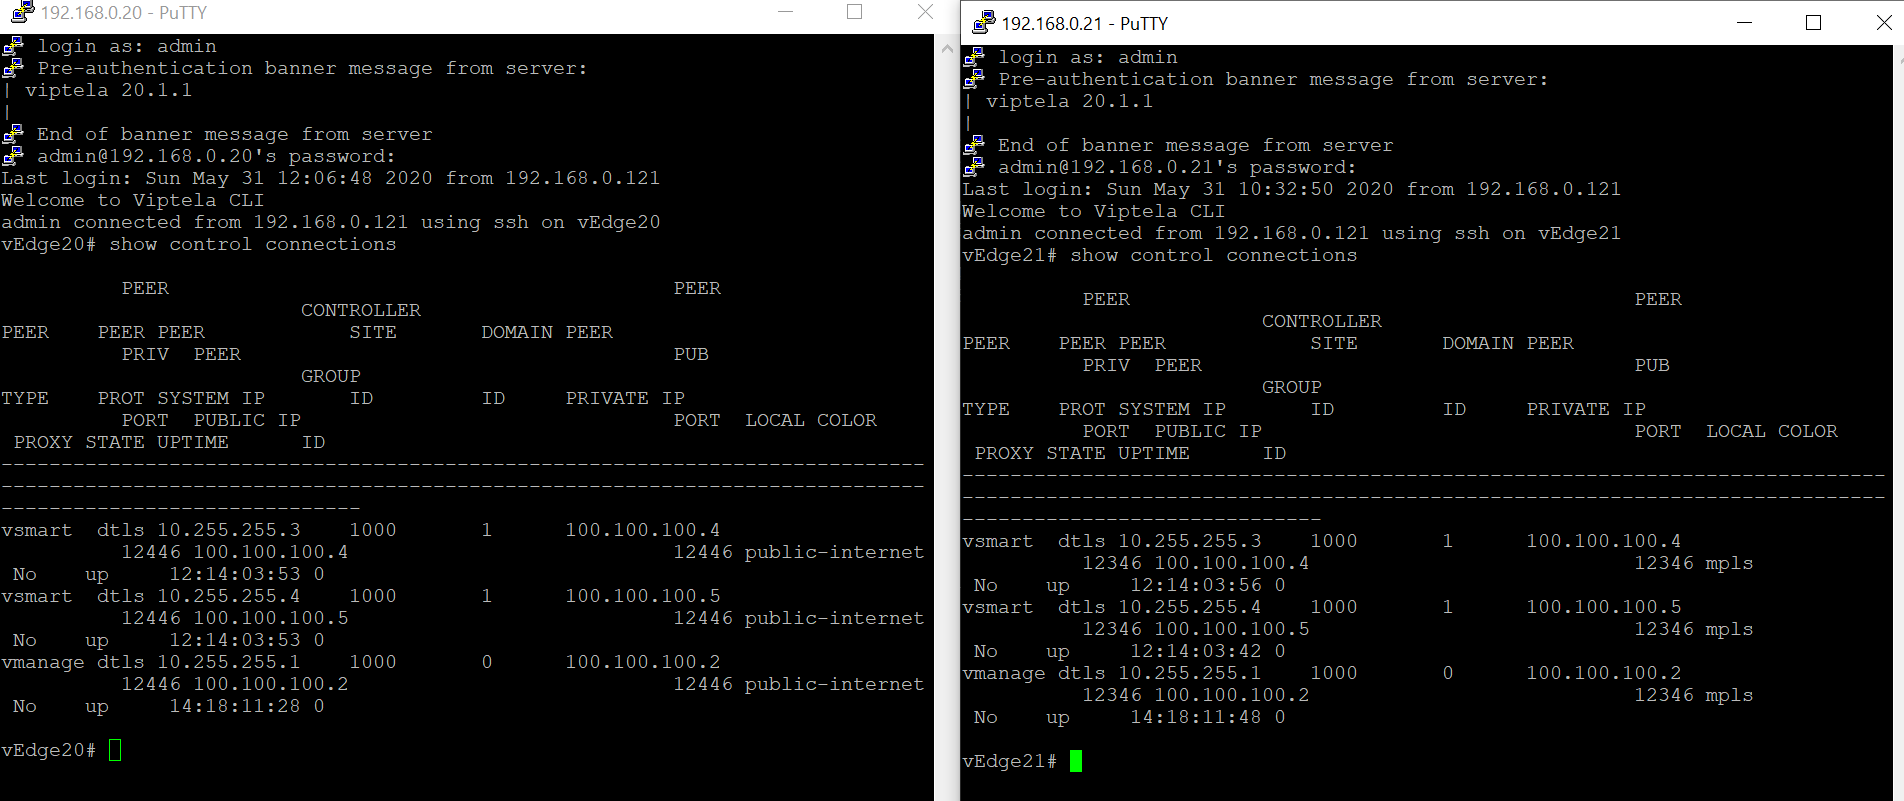 192.168.0.20 - PuTTY
login as: admin
Pre-authentication banner message from server:
| viptela 20.1.1
|
End of banner message from server
admin@192.168.0.20's password:
Last login: Sun May 31 12:06:48 2020 from 192.168.0.121
Welcome to Viptela CLI
admin connected from 192.168.0.121 using ssh on vEdge20
vEdge20# show control connections
PEER PEER
CONTROLLER
PEER PEER PEER SITE DOMAIN PEER
PRIV PEER PUB
GROUP
TYPE PROT SYSTEM IP ID ID PRIVATE IP
PORT PUBLIC IP PORT LOCAL COLOR
PROXY STATE UPTIME ID
-----------------------------------------------------------------------------
-----------------------------------------------------------------------------
------------------------------
vsmart dtls 10.255.255.3 1000 1 100.100.100.4
12446 100.100.100.4 12446 public-internet
No up 12:14:03:53 0
vsmart dtls 10.255.255.4 1000 1 100.100.100.5
12446 100.100.100.5 12446 public-internet
No up 12:14:03:53 0
vmanage dtls 10.255.255.1 1000 0 100.100.100.2
12446 100.100.100.2 12446 public-internet
No up 14:18:11:28 0
vEdge20#
192.168.0.21 - PuTTY
login as: admin
Pre-authentication banner message from server:
| viptela 20.1.1
|
End of banner message from server
admin@192.168.0.21's password:
Last login: Sun May 31 10:32:50 2020 from 192.168.0.121
Welcome to Viptela CLI
admin connected from 192.168.0.121 using ssh on vEdge21
vEdge21# show control connections
PEER PEER
CONTROLLER
PEER PEER PEER SITE DOMAIN PEER
PRIV PEER PUB
GROUP
TYPE PROT SYSTEM IP ID ID PRIVATE IP
PORT PUBLIC IP PORT LOCAL COLOR
PROXY STATE UPTIME ID
-----------------------------------------------------------------------------
-----------------------------------------------------------------------------
------------------------------
vsmart dtls 10.255.255.3 1000 1 100.100.100.4
12346 100.100.100.4 12346 mpls
No up 12:14:03:56 0
vsmart dtls 10.255.255.4 1000 1 100.100.100.5
12346 100.100.100.5 12346 mpls
No up 12:14:03:42 0
vmanage dtls 10.255.255.1 1000 0 100.100.100.2
12346 100.100.100.2 12346 mpls
No up 14:18:11:48 0
vEdge21#